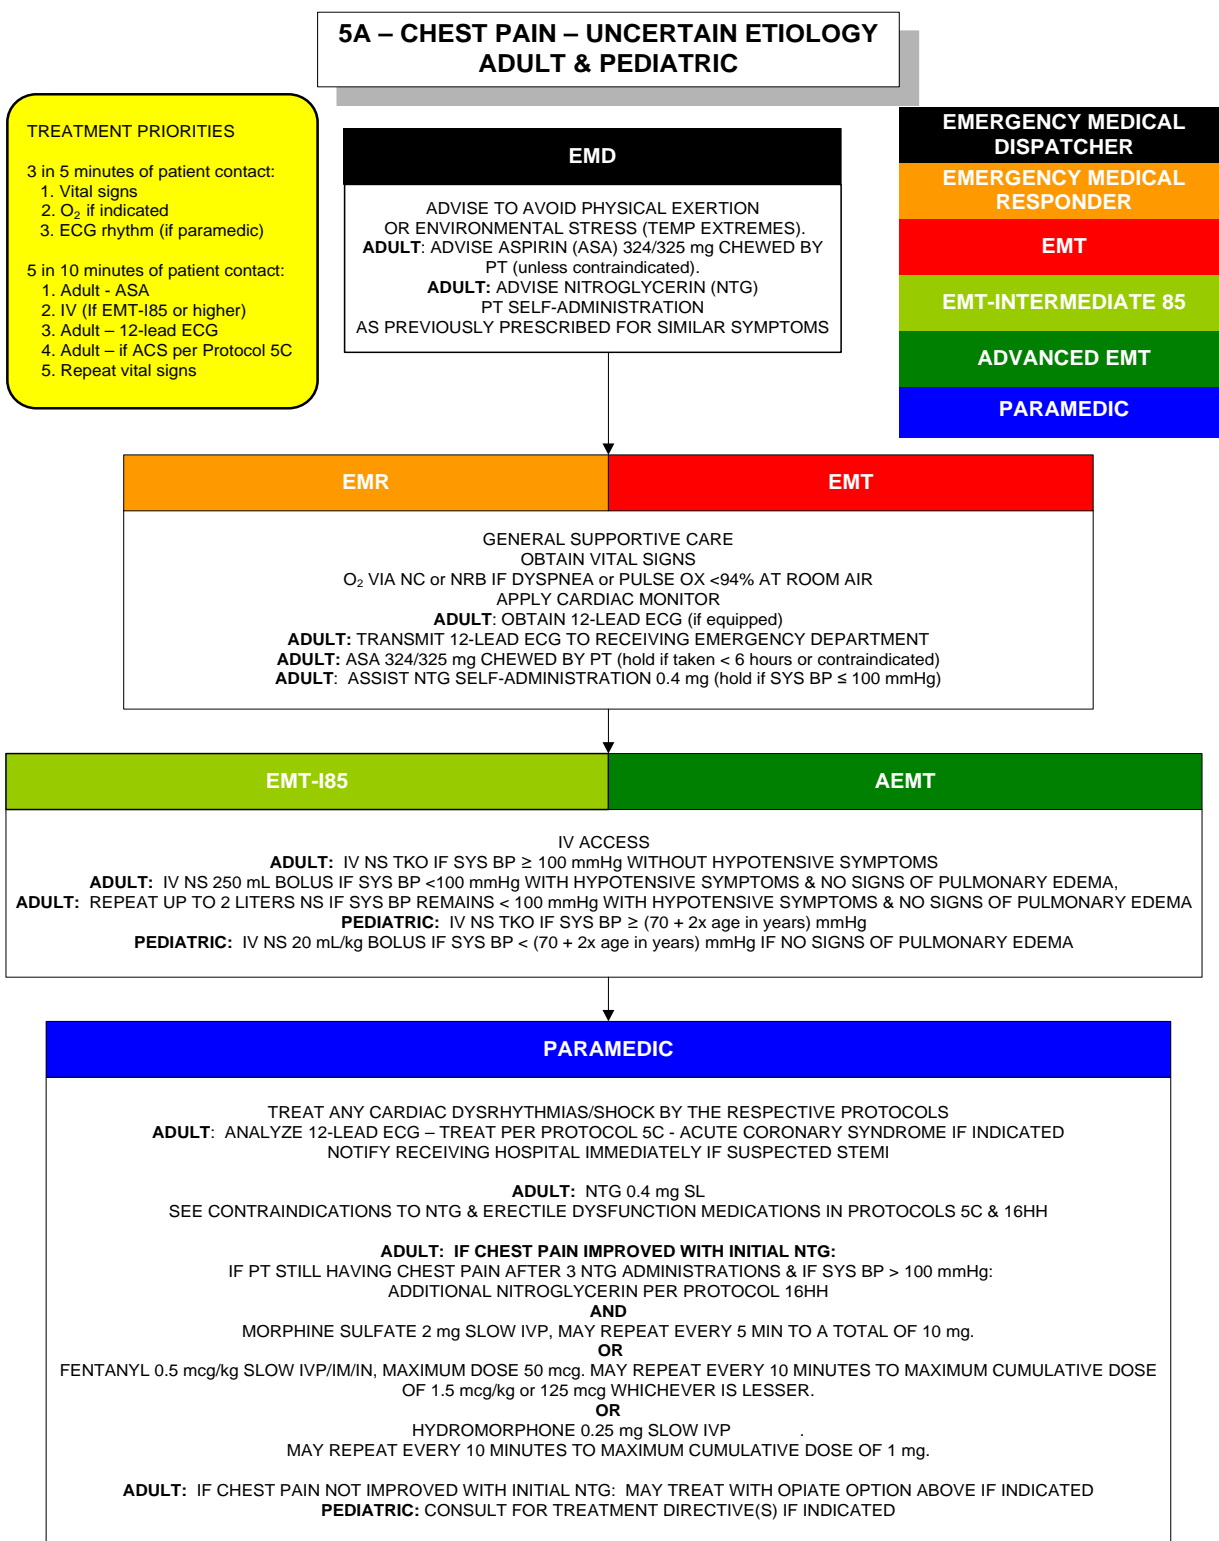 5A – CHEST PAIN – UNCERTAIN ETIOLOGY
ADULT & PEDIATRIC
TREATMENT PRIORITIES
3 in 5 minutes of patient contact:
1. Vital signs
2. O₂ if indicated
3. ECG rhythm (if paramedic)
5 in 10 minutes of patient contact:
1. Adult - ASA
2. IV (If EMT-I85 or higher)
3. Adult – 12-lead ECG
4. Adult – if ACS per Protocol 5C
5. Repeat vital signs
EMD
ADVISE TO AVOID PHYSICAL EXERTION
OR ENVIRONMENTAL STRESS (TEMP EXTREMES).
ADULT: ADVISE ASPIRIN (ASA) 324/325 mg CHEWED BY
PT (unless contraindicated).
ADULT: ADVISE NITROGLYCERIN (NTG)
PT SELF-ADMINISTRATION
AS PREVIOUSLY PRESCRIBED FOR SIMILAR SYMPTOMS
EMERGENCY MEDICAL
DISPATCHER
EMERGENCY MEDICAL
RESPONDER
EMT
EMT-INTERMEDIATE 85
ADVANCED EMT
PARAMEDIC
EMR
EMT
GENERAL SUPPORTIVE CARE
OBTAIN VITAL SIGNS
O₂ VIA NC or NRB IF DYSPNEA or PULSE OX <94% AT ROOM AIR
APPLY CARDIAC MONITOR
ADULT: OBTAIN 12-LEAD ECG (if equipped)
ADULT: TRANSMIT 12-LEAD ECG TO RECEIVING EMERGENCY DEPARTMENT
ADULT: ASA 324/325 mg CHEWED BY PT (hold if taken < 6 hours or contraindicated)
ADULT: ASSIST NTG SELF-ADMINISTRATION 0.4 mg (hold if SYS BP ≤ 100 mmHg)
EMT-I85
AEMT
IV ACCESS
ADULT: IV NS TKO IF SYS BP ≥ 100 mmHg WITHOUT HYPOTENSIVE SYMPTOMS
ADULT: IV NS 250 mL BOLUS IF SYS BP <100 mmHg WITH HYPOTENSIVE SYMPTOMS & NO SIGNS OF PULMONARY EDEMA,
ADULT: REPEAT UP TO 2 LITERS NS IF SYS BP REMAINS < 100 mmHg WITH HYPOTENSIVE SYMPTOMS & NO SIGNS OF PULMONARY EDEMA
PEDIATRIC: IV NS TKO IF SYS BP ≥ (70 + 2x age in years) mmHg
PEDIATRIC: IV NS 20 mL/kg BOLUS IF SYS BP < (70 + 2x age in years) mmHg IF NO SIGNS OF PULMONARY EDEMA
PARAMEDIC
TREAT ANY CARDIAC DYSRHYTHMIAS/SHOCK BY THE RESPECTIVE PROTOCOLS
ADULT: ANALYZE 12-LEAD ECG – TREAT PER PROTOCOL 5C - ACUTE CORONARY SYNDROME IF INDICATED
NOTIFY RECEIVING HOSPITAL IMMEDIATELY IF SUSPECTED STEMI
ADULT: NTG 0.4 mg SL
SEE CONTRAINDICATIONS TO NTG & ERECTILE DYSFUNCTION MEDICATIONS IN PROTOCOLS 5C & 16HH
ADULT: IF CHEST PAIN IMPROVED WITH INITIAL NTG:
IF PT STILL HAVING CHEST PAIN AFTER 3 NTG ADMINISTRATIONS & IF SYS BP > 100 mmHg:
ADDITIONAL NITROGLYCERIN PER PROTOCOL 16HH
AND
MORPHINE SULFATE 2 mg SLOW IVP, MAY REPEAT EVERY 5 MIN TO A TOTAL OF 10 mg.
OR
FENTANYL 0.5 mcg/kg SLOW IVP/IM/IN, MAXIMUM DOSE 50 mcg. MAY REPEAT EVERY 10 MINUTES TO MAXIMUM CUMULATIVE DOSE
OF 1.5 mcg/kg or 125 mcg WHICHEVER IS LESSER.
OR
HYDROMORPHONE 0.25 mg SLOW IVP .
MAY REPEAT EVERY 10 MINUTES TO MAXIMUM CUMULATIVE DOSE OF 1 mg.
ADULT: IF CHEST PAIN NOT IMPROVED WITH INITIAL NTG: MAY TREAT WITH OPIATE OPTION ABOVE IF INDICATED
PEDIATRIC: CONSULT FOR TREATMENT DIRECTIVE(S) IF INDICATED